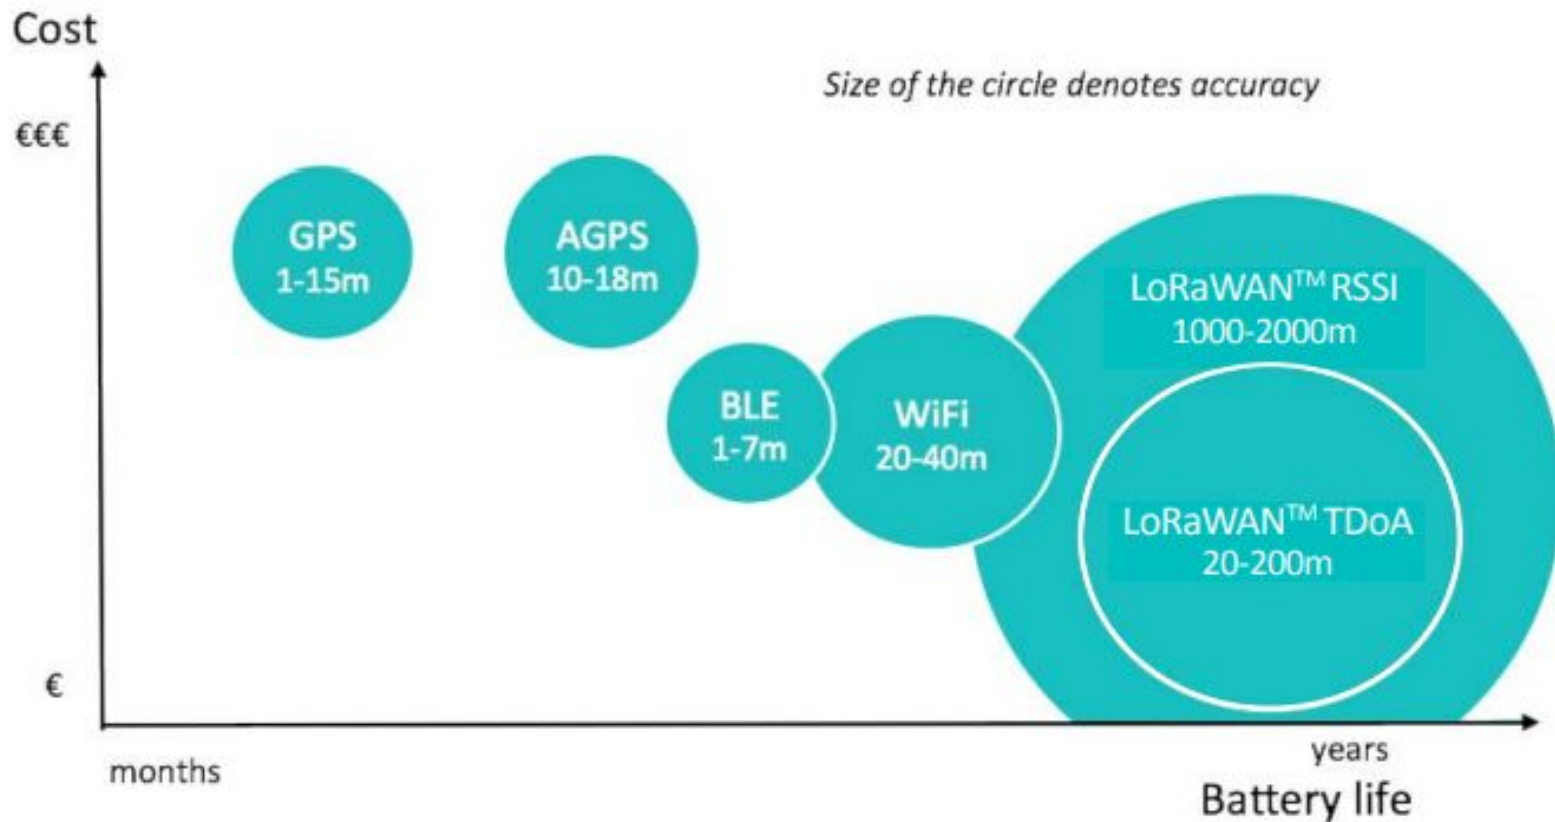 Cost
Size of the circle denotes accuracy
€€€
GPS
1-15m
AGPS
10-18m
LoRaWAN™ RSSI
1000-2000m
BLE
1-7m
WiFi
20-40m
LoRaWAN™ TDoA
20-200m
€
months
years
Battery life